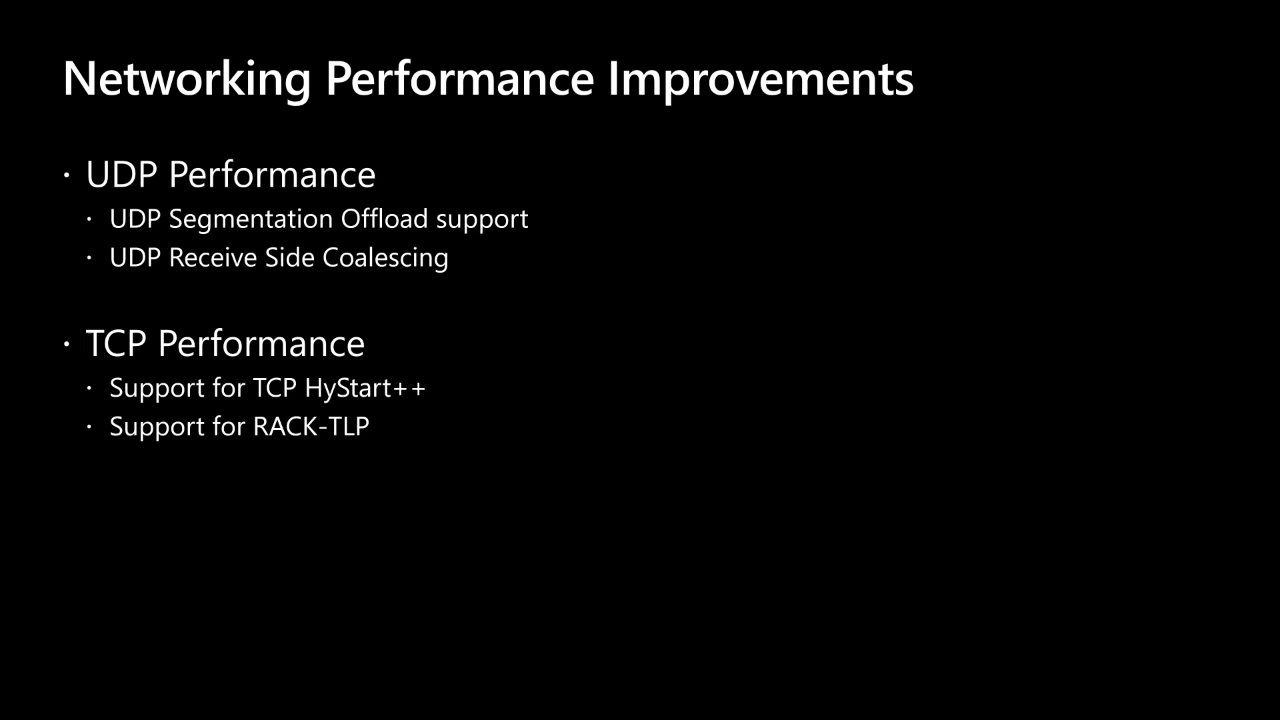 Networking Performance Improvements
· UDP Performance
· UDP Segmentation Offload support
· UDP Receive Side Coalescing
· TCP Performance
· Support for TCP HyStart++
· Support for RACK-TLP